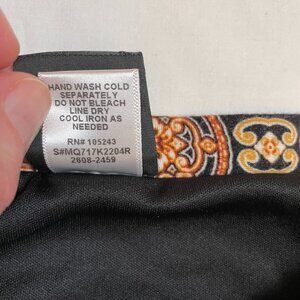 HAND WASH COLD
SEPARATELY
DO NOT BLEACH
LINE DRY
COOL IRON AS
NEEDED
RN# 105243
S#MQ717K2204R
2608-2459